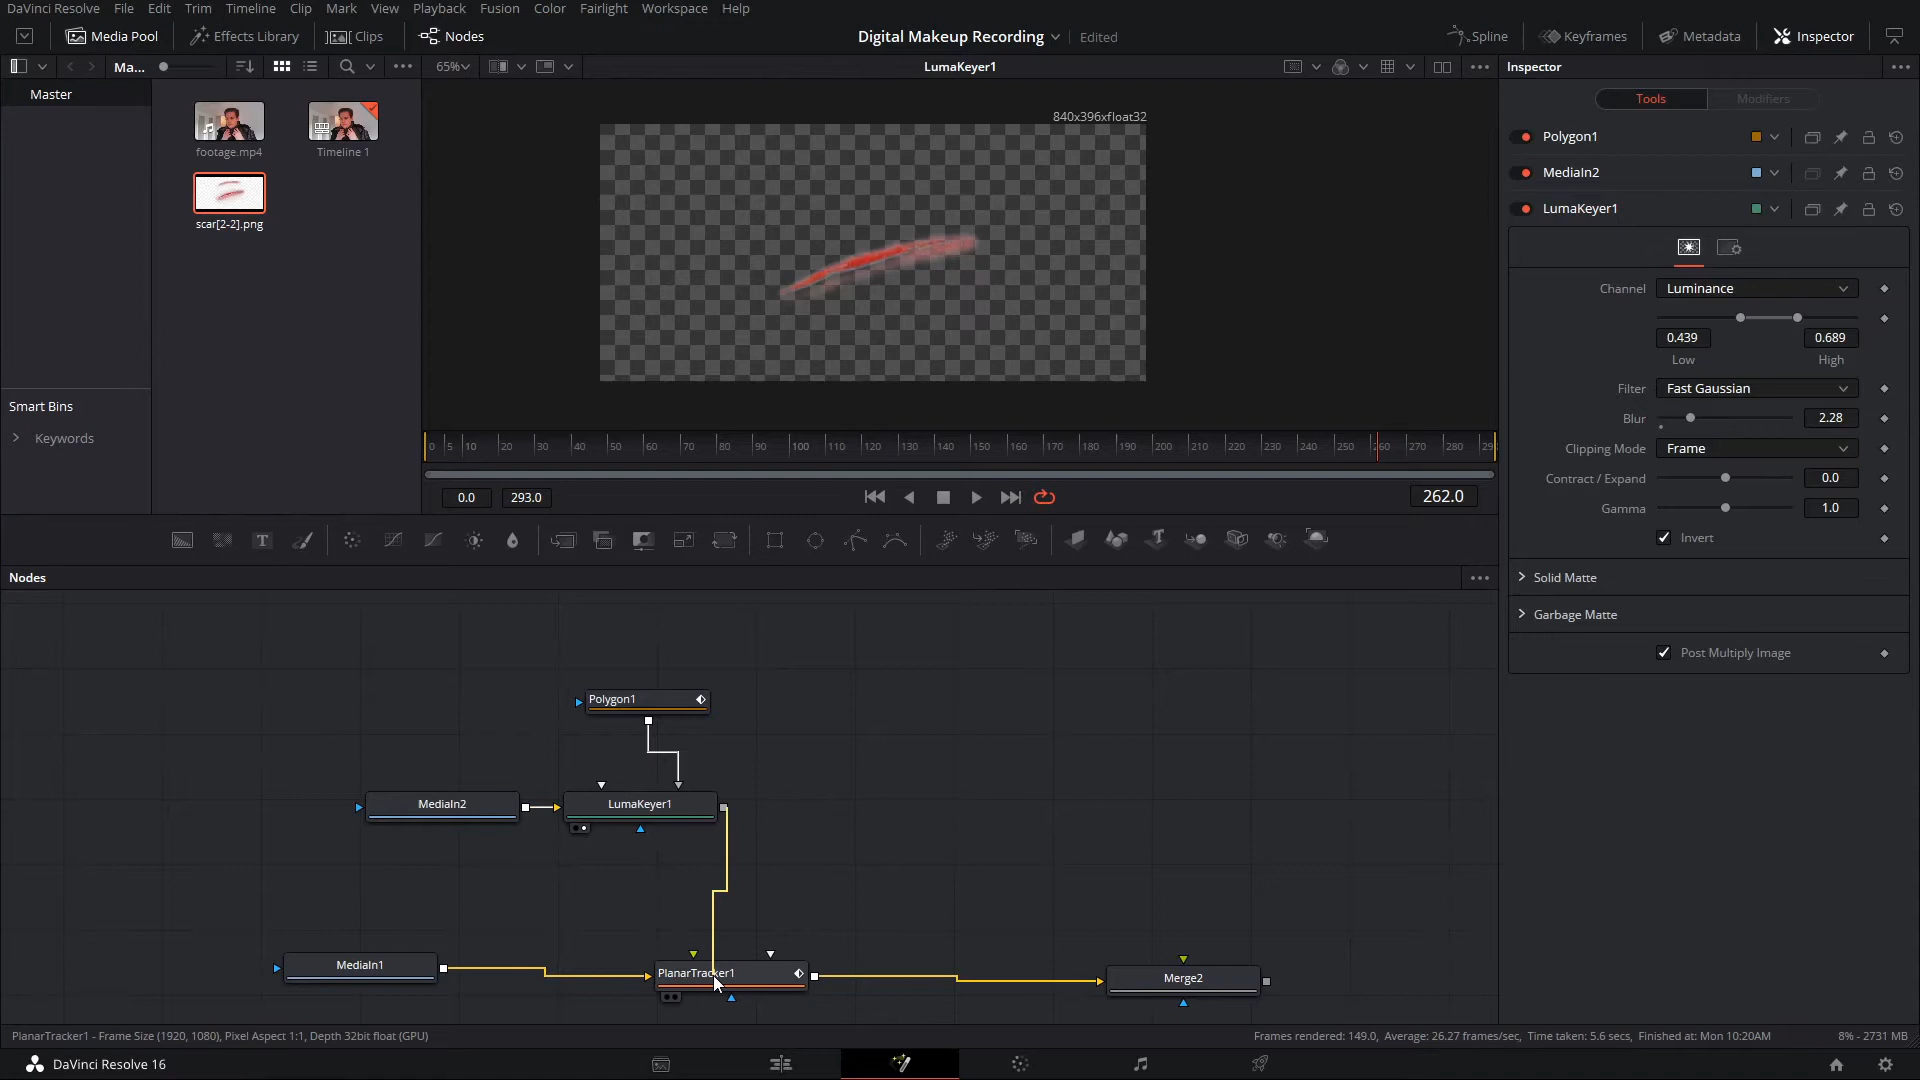 DaVinci Resolve File Edit Trim Timeline Clip Mark View Playback Fusion Color Fairlight Workspace Help
Media Pool Effects Library Clips Nodes Digital Makeup Recording Edited Spline Keyframes Metadata Inspector
Ma... 65% LumaKeyer1 Inspector
Master
Tools Modifiers
840x396xfloat32
footage.mp4 Timeline 1
scar[2-2].png
Polygon1
MediaIn2
LumaKeyer1
Channel Luminance
0.439 0.689
Low High
Filter Fast Gaussian
Blur 2.28
Clipping Mode Frame
Contract / Expand 0.0
Gamma 1.0
Invert
Solid Matte
Garbage Matte
Post Multiply Image
Smart Bins
Keywords
0 5 10 20 30 40 50 60 70 80 90 100 110 120 130 140 150 160 170 180 190 200 210 220 230 240 250 260 270 280 29
0.0 293.0 262.0
Nodes
Polygon1
MediaIn2 LumaKeyer1
MediaIn1 PlanarTracker1 Merge2
PlanarTracker1 - Frame Size (1920, 1080), Pixel Aspect 1:1, Depth 32bit float (GPU) Frames rendered: 149.0, Average: 26.27 frames/sec, Time taken: 5.6 secs, Finished at: Mon 10:20AM 8% - 2731 MB
DaVinci Resolve 16